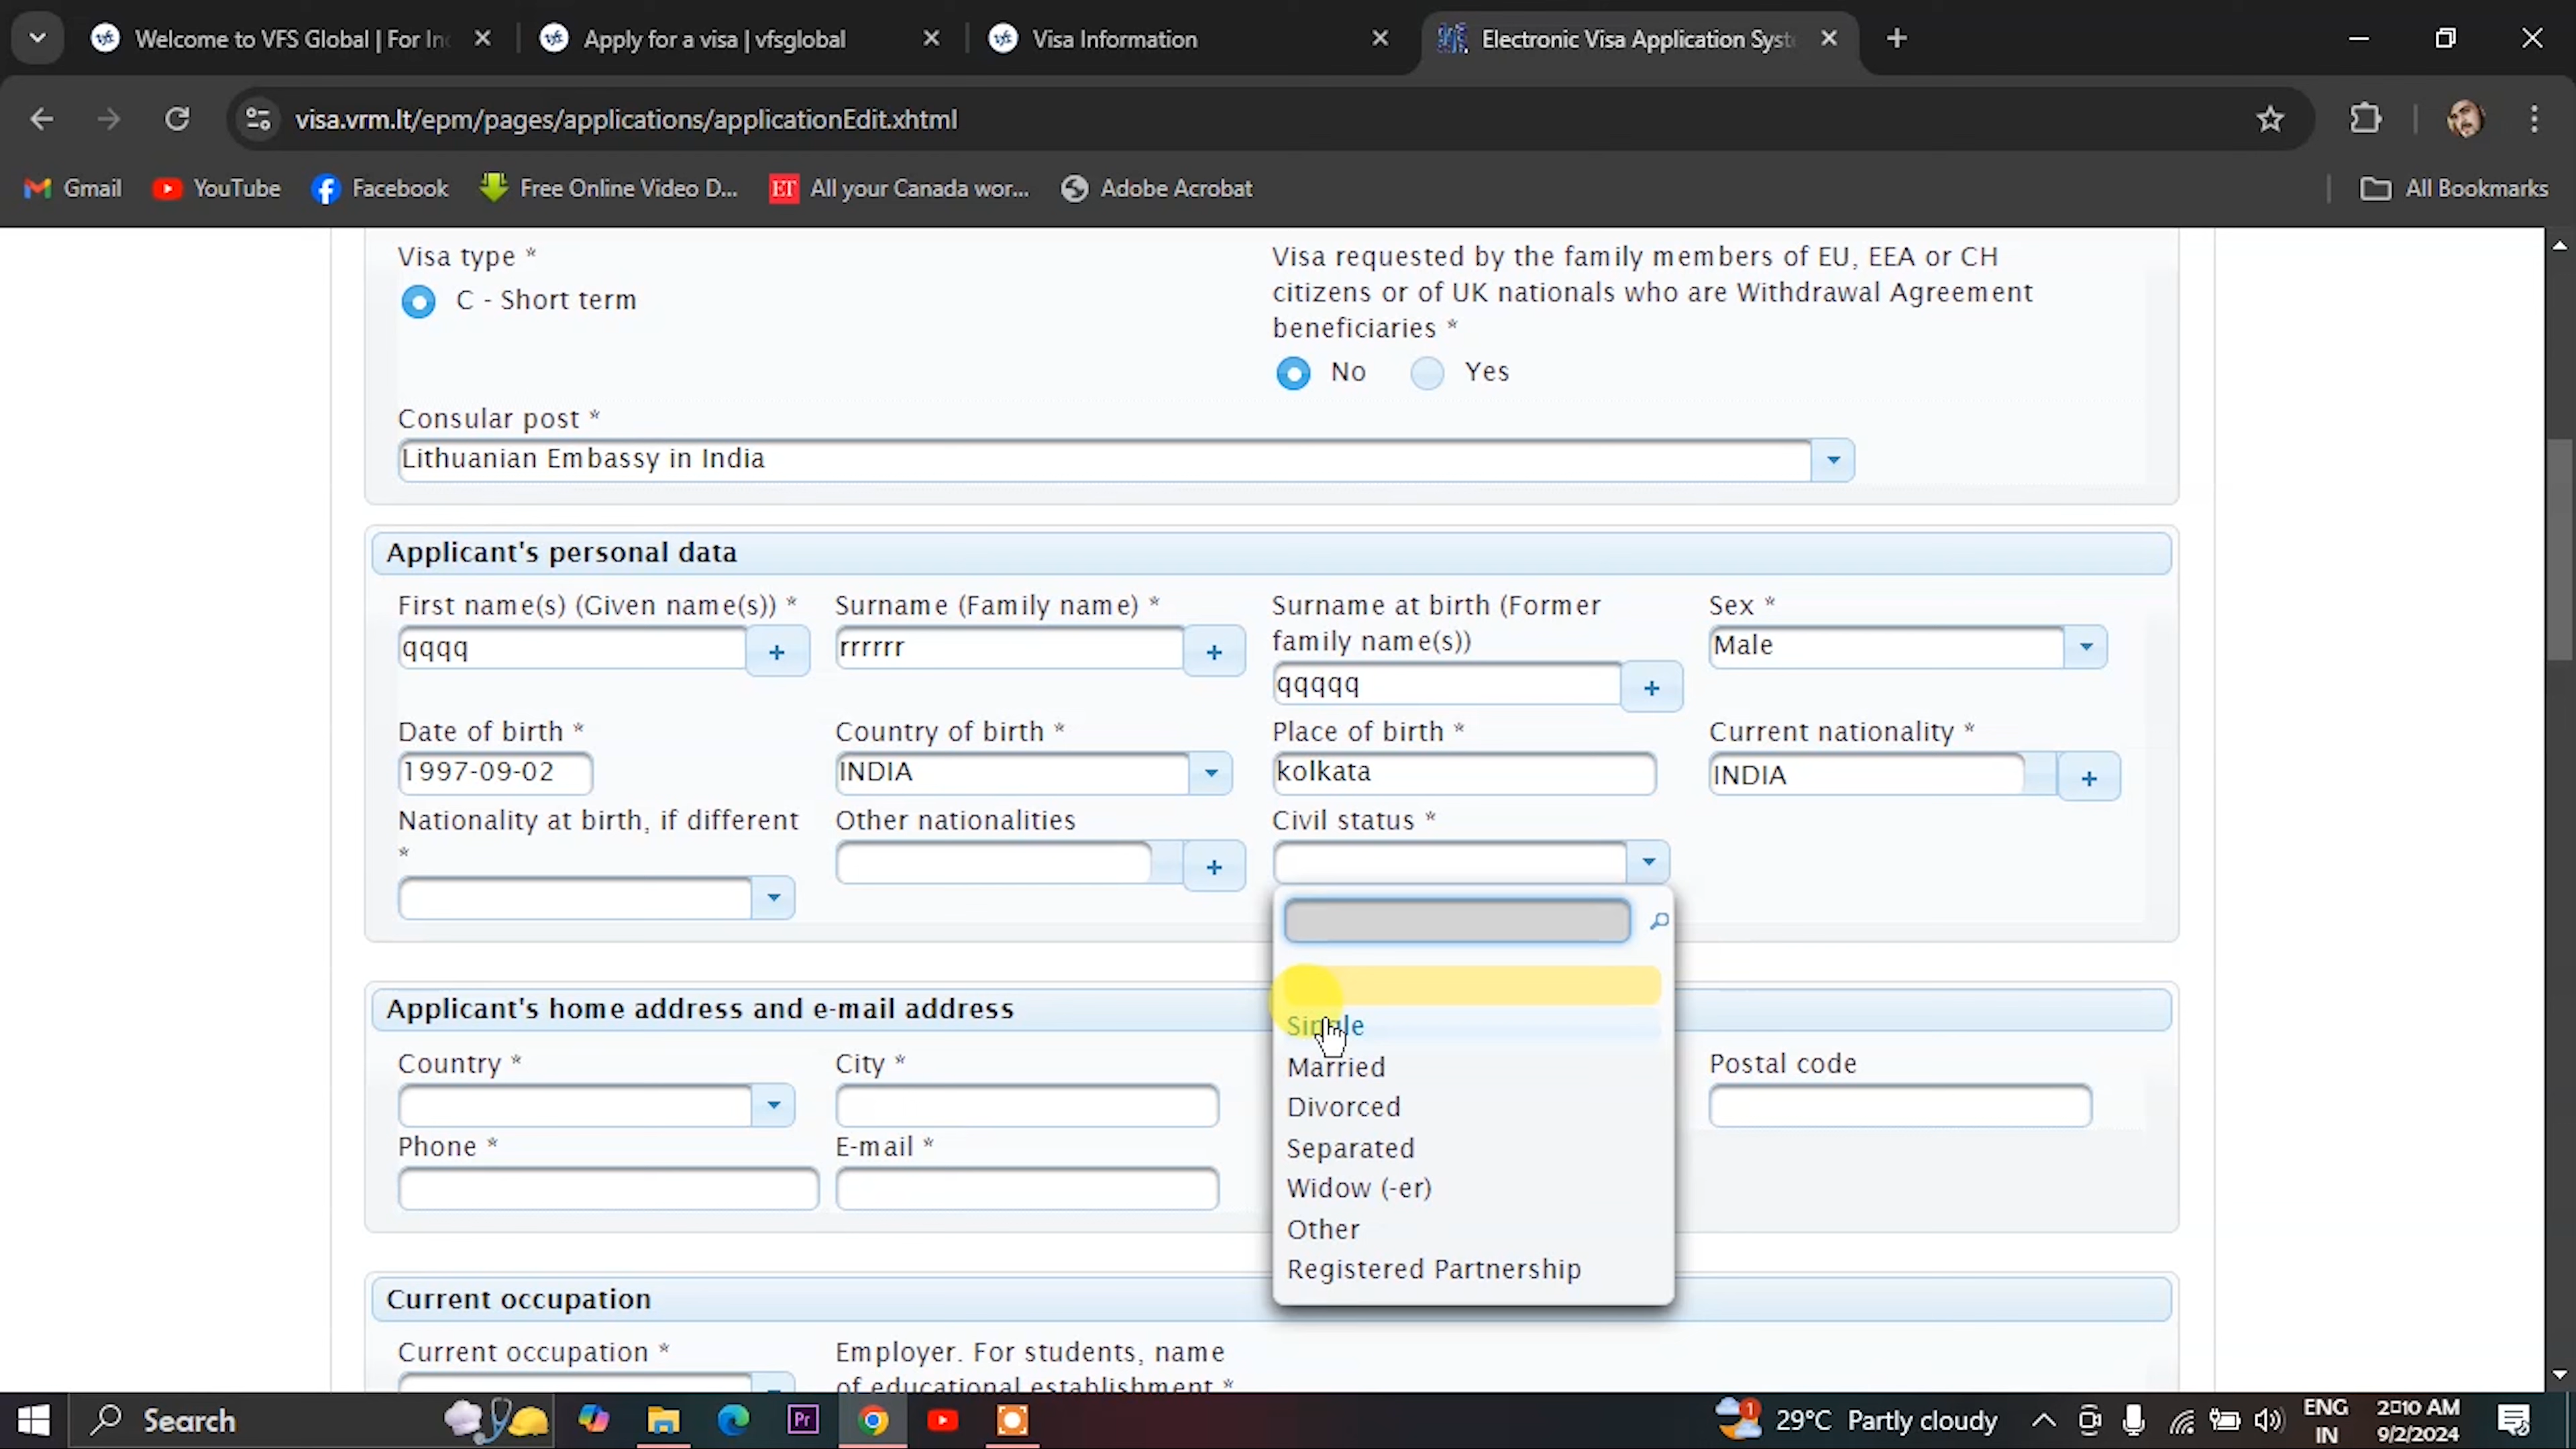 Welcome to VFS Global | For Ind
Apply for a visa | vfsglobal
Visa Information
Electronic Visa Application Syst
visa.vrm.lt/epm/pages/applications/applicationEdit.xhtml
Gmail
YouTube
Facebook
Free Online Video D...
ET
All your Canada wor...
Adobe Acrobat
All Bookmarks
Visa type *
C - Short term
Visa requested by the family members of EU, EEA or CH
citizens or of UK nationals who are Withdrawal Agreement
beneficiaries *
No
Yes
Consular post *
Lithuanian Embassy in India
Applicant's personal data
First name(s) (Given name(s)) *
qqqq
Surname (Family name) *
rrrrrr
Surname at birth (Former
family name(s))
qqqqq
Sex *
Male
Date of birth *
1997-09-02
Country of birth *
INDIA
Place of birth *
kolkata
Current nationality *
INDIA
Nationality at birth, if different
*
Other nationalities
Civil status *
Single
Married
Divorced
Separated
Widow (-er)
Other
Registered Partnership
Applicant's home address and e-mail address
Country *
City *
Postal code
Phone *
E-mail *
Current occupation
Current occupation *
Employer. For students, name
of educational establishment *
Search
Pr
1
29°C Partly cloudy
ENG
IN
2:10 AM
9/2/2024